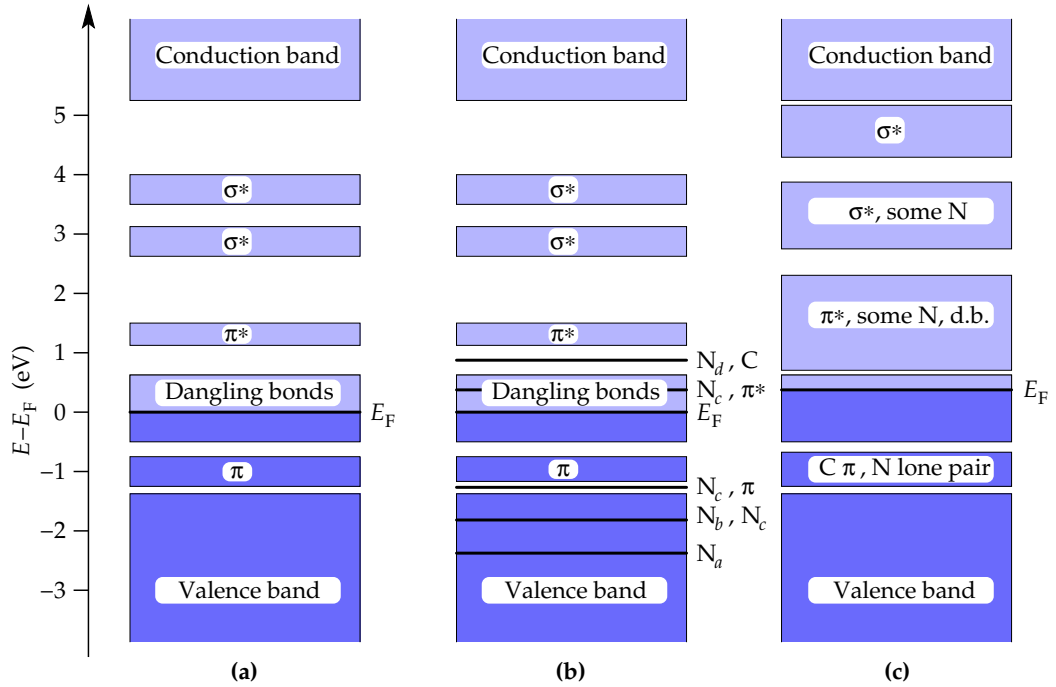 Conduction band
Conduction band
Conduction band
5
σ*
4
σ*
σ*
σ*, some N
3
σ*
σ*
2
π*
π*
π*, some N, d.b.
1
N_d , C
Dangling bonds
Dangling bonds
N_c , π*
E_F
0
E_F
E_F
−1
π
π
C π , N lone pair
N_c , π
−2
N_b , N_c
N_a
−3
Valence band
Valence band
Valence band
E−E_F (eV)
(a)
(b)
(c)